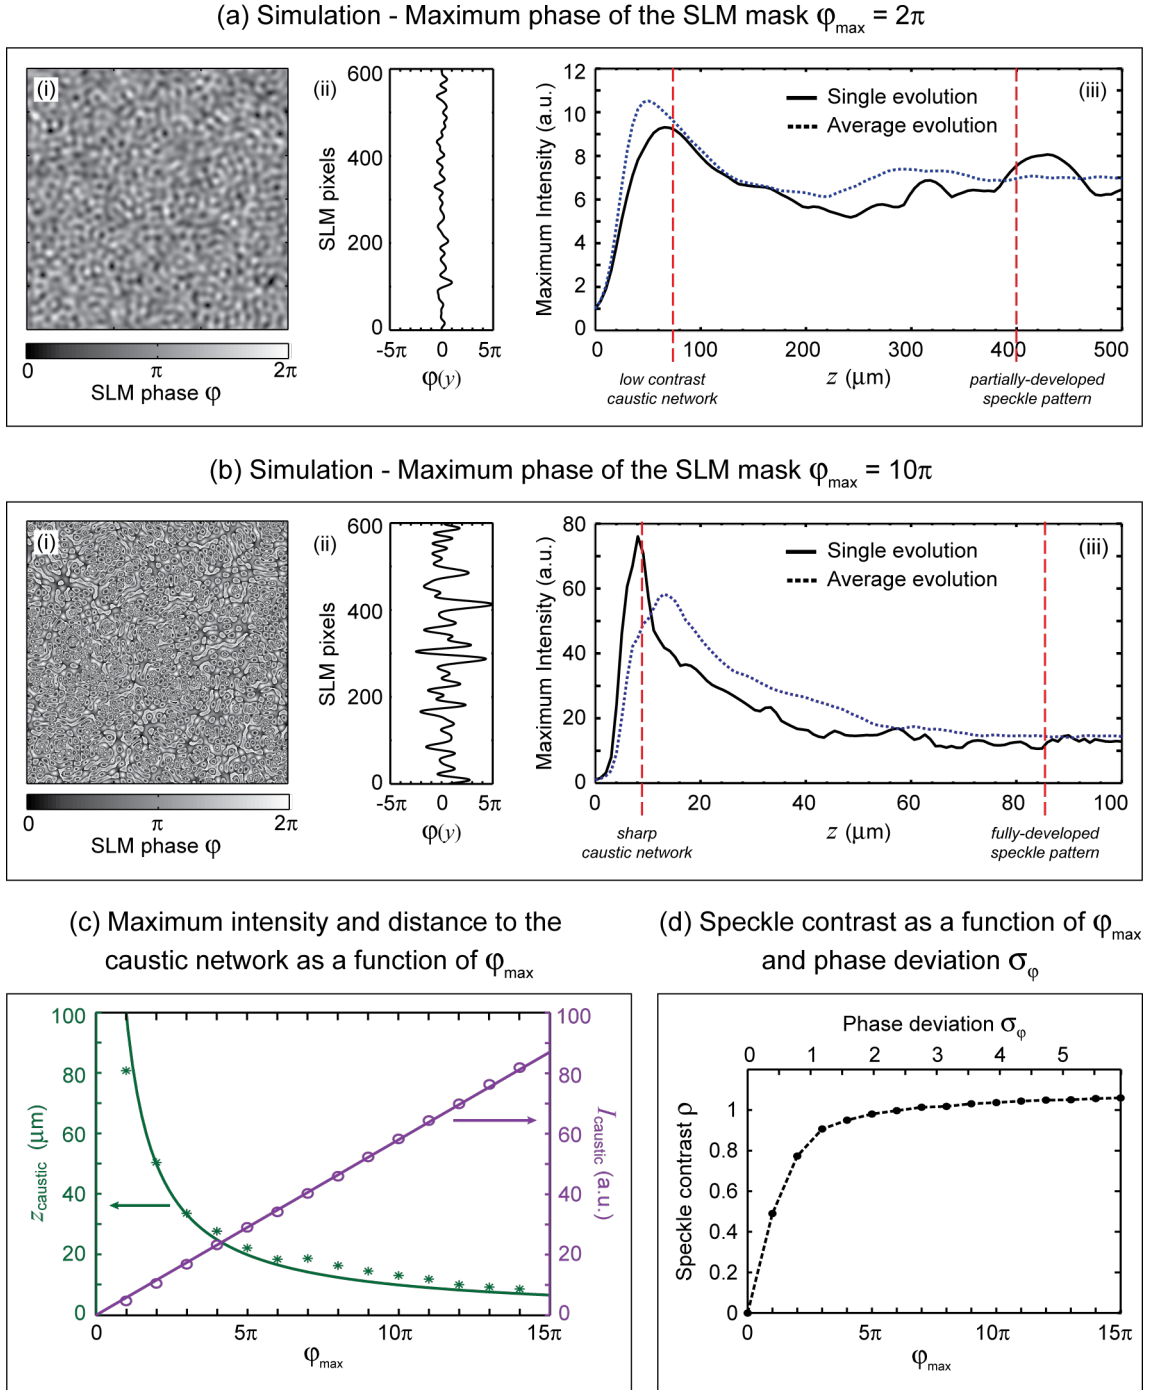 (a) Simulation - Maximum phase of the SLM mask φmax = 2π
(i)
0
π
2π
SLM phase φ
(ii)
600
400
200
0
SLM pixels
-5π
0
5π
φ(y)
(iii)
12
10
8
6
4
2
0
Maximum Intensity (a.u.)
Single evolution
Average evolution
0
100
200
300
400
500
z (μm)
low contrast
caustic network
partially-developed
speckle pattern
(b) Simulation - Maximum phase of the SLM mask φmax = 10π
(i)
0
π
2π
SLM phase φ
(ii)
600
400
200
0
SLM pixels
-5π
0
5π
φ(y)
(iii)
80
60
40
20
0
Maximum Intensity (a.u.)
Single evolution
Average evolution
0
20
40
60
80
100
z (μm)
sharp
caustic network
fully-developed
speckle pattern
(c) Maximum intensity and distance to the
caustic network as a function of φmax
100
80
60
40
20
0
zcaustic (μm)
100
80
60
40
20
0
Icaustic (a.u.)
0
5π
10π
15π
φmax
(d) Speckle contrast as a function of φmax
and phase deviation σφ
Phase deviation σφ
0
1
2
3
4
5
1
0.8
0.6
0.4
0.2
0
Speckle contrast ρ
0
5π
10π
15π
φmax